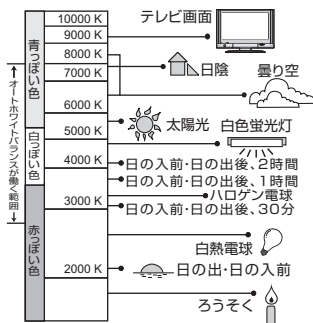 10000 K
テレビ画面
9000 K
8000 K
日陰
7000 K
曇り空
6000 K
太陽光
白色蛍光灯
5000 K
4000 K
日の入前・日の出後、2時間
日の入前・日の出後、1時間
ハロゲン電球
3000 K
日の入前・日の出後、30分
白熱電球
2000 K
日の出・日の入前
ろうそく
青っぽい色
白っぽい色
赤っぽい色
オートホワイトバランスが働く範囲